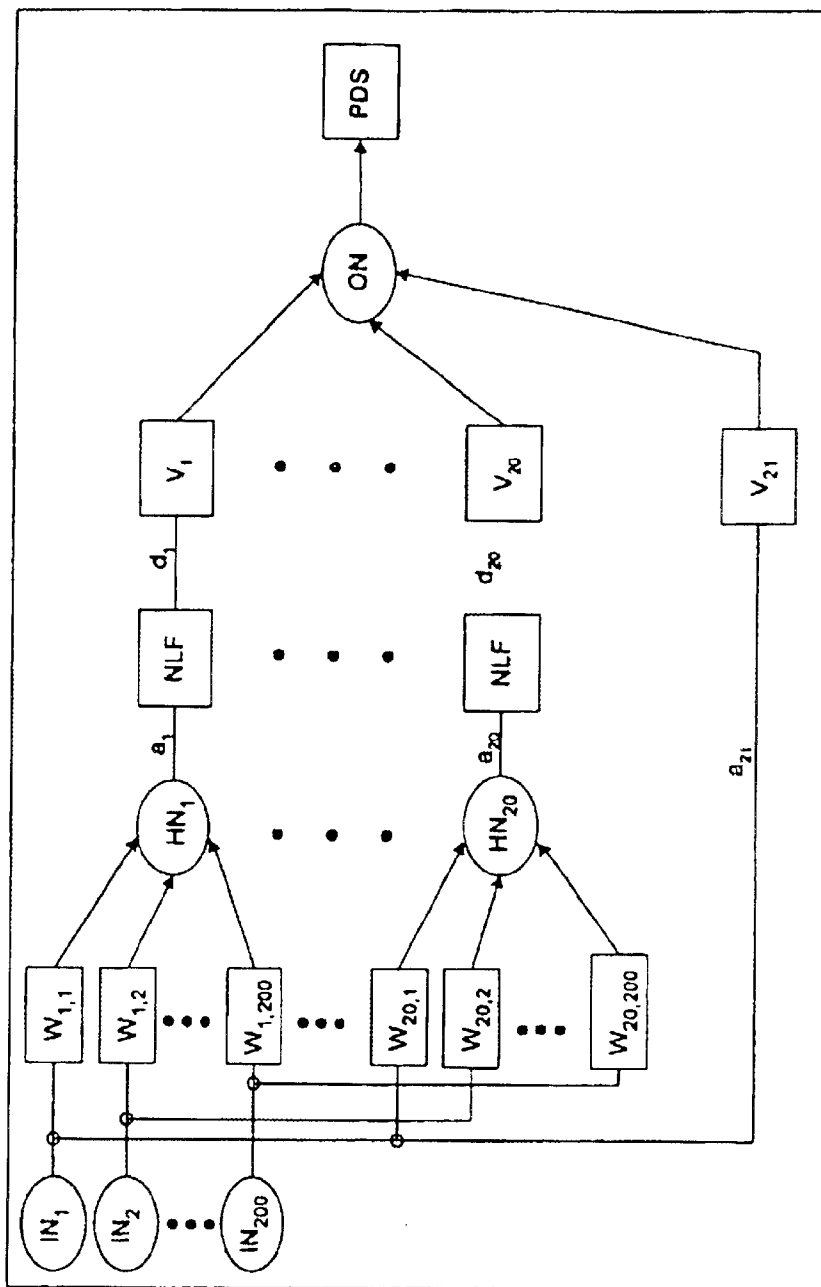 IN₁
IN₂
IN₂₀₀
W₁,₁
W₁,₂
W₁,₂₀₀
W₂₀,₁
W₂₀,₂
W₂₀,₂₀₀
HN₁
HN₂₀
a₁
a₂₀
a₂₁
NLF
NLF
d₁
d₂₀
V₁
V₂₀
V₂₁
ON
PDS